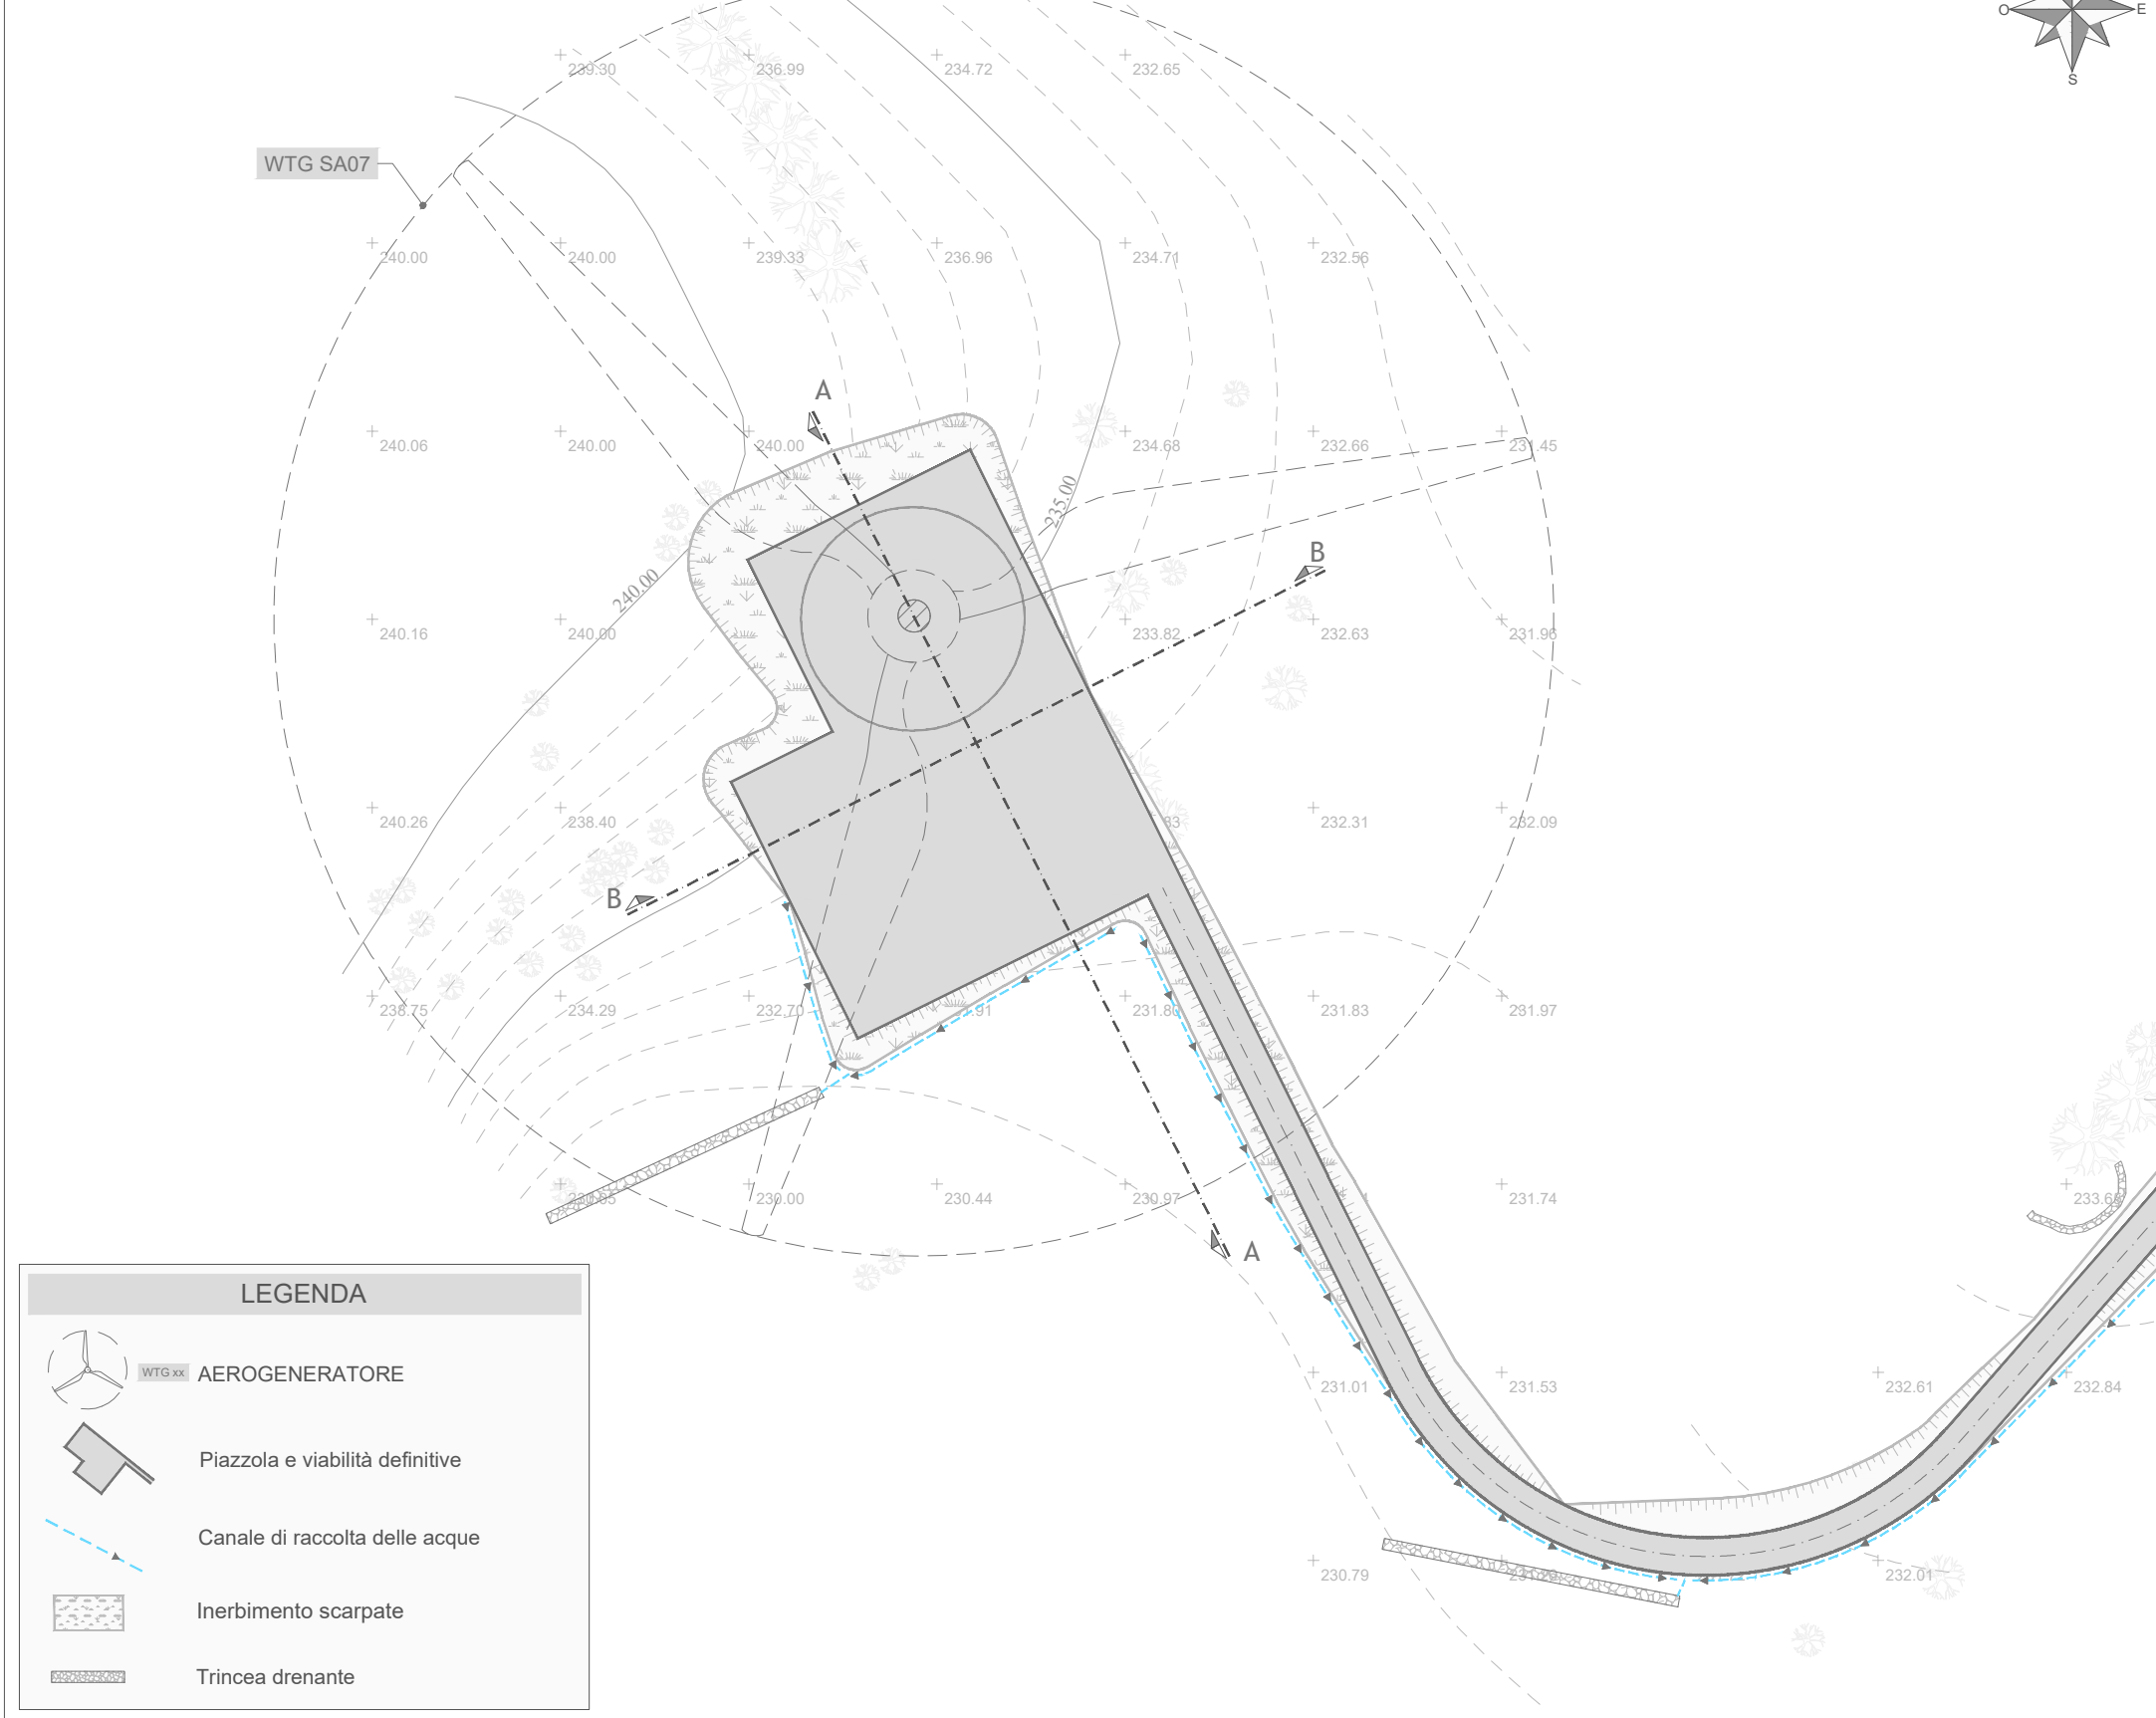 O E
S
239.30 236.99 234.72 232.65
WTG SA07
240.00 240.00 239.33 236.96 234.71 232.56
A
240.06 240.00 240.00 234.68 232.66 231.45
235.00
B
240.00
240.16 240.00 233.82 232.63 231.96
240.26 238.40 232.31 232.09
B
238.75 234.29 232.70 231.83 231.97
230.00 230.44 230.97 231.74
A
231.01 231.53 232.61 232.84
230.79 232.01
LEGENDA
WTG xx AEROGENERATORE
Piazzola e viabilità definitive
Canale di raccolta delle acque
Inerbimento scarpate
Trincea drenante